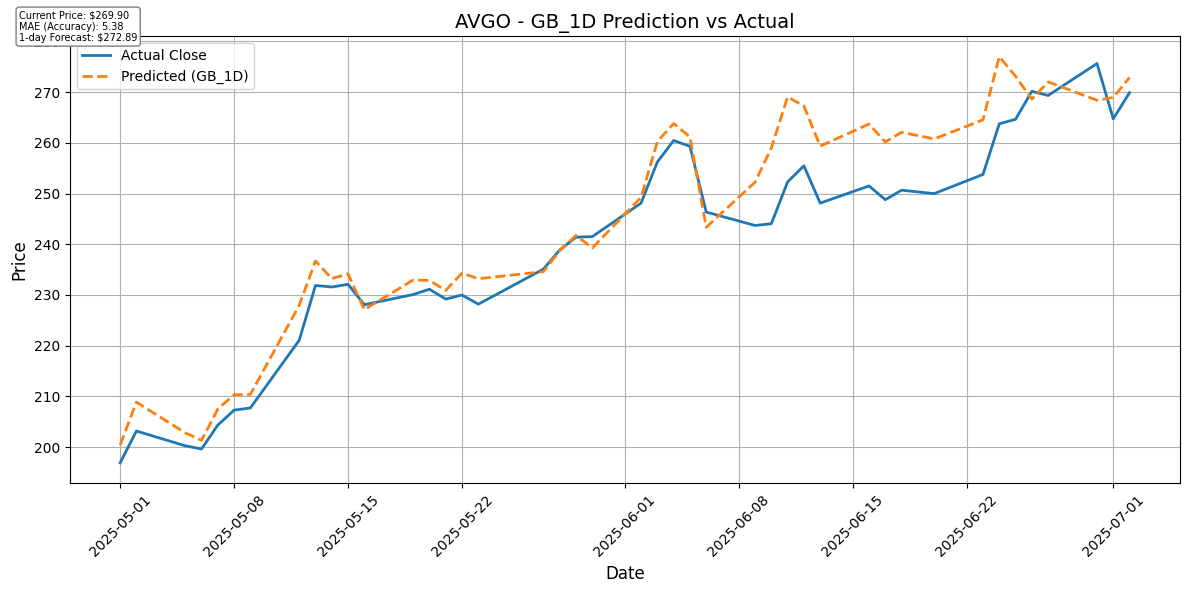 AVGO - GB_1D Prediction vs Actual
Current Price: $269.90
MAE (Accuracy): 5.38
1-day Forecast: $272.89
Actual Close
Predicted (GB_1D)
Price
270
260
250
240
230
220
210
200
2025-05-01
2025-05-08
2025-05-15
2025-05-22
2025-06-01
2025-06-08
2025-06-15
2025-06-22
2025-07-01
Date